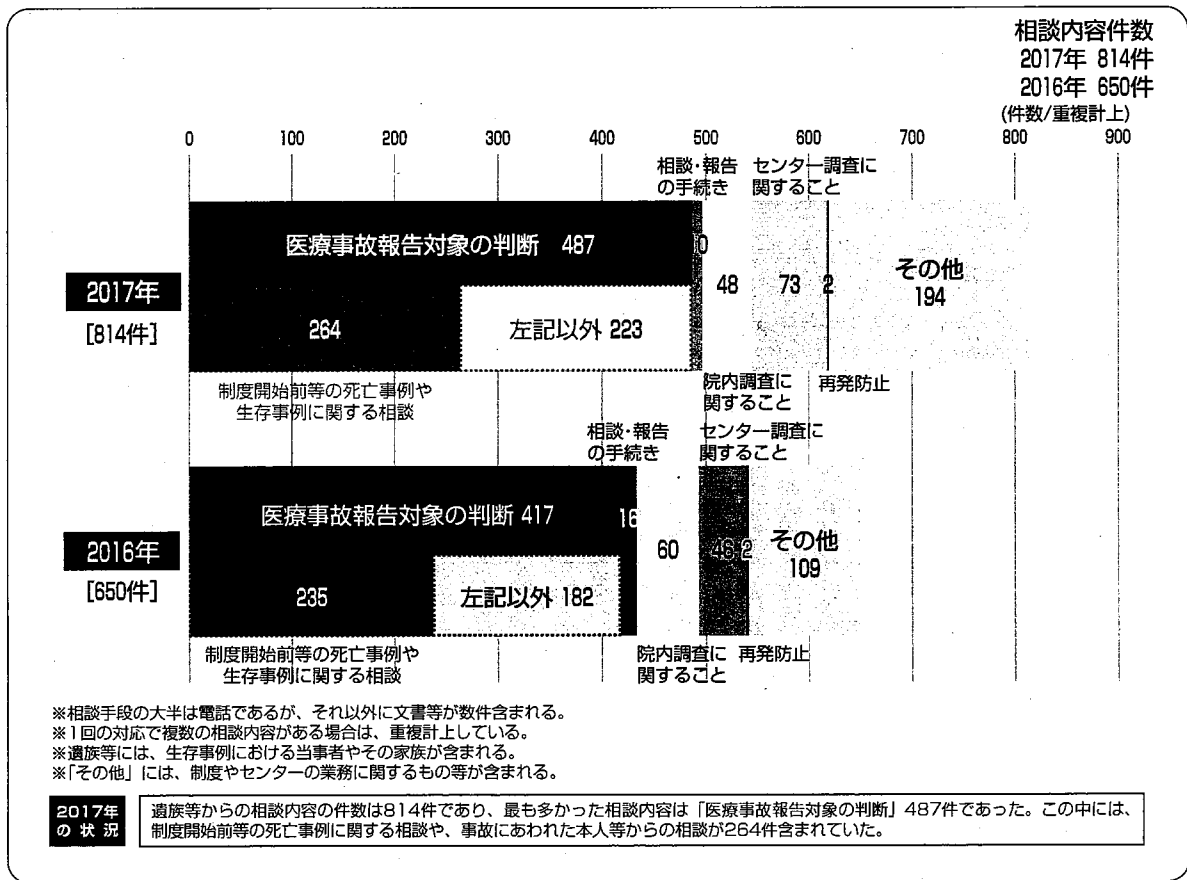 相談内容件数
2017年 814件
2016年 650件
(件数/重複計上)
0 100 200 300 400 500 600 700 800 900
相談・報告の手続き
センター調査に関すること
医療事故報告対象の判断 487
0
48
73
2
その他
194
2017年
[814件]
264
左記以外 223
制度開始前等の死亡事例や
生存事例に関する相談
院内調査に
関すること
再発防止
相談・報告
の手続き
センター調査に
関すること
医療事故報告対象の判断 417
16
60
46
2
その他
109
2016年
[650件]
235
左記以外 182
制度開始前等の死亡事例や
生存事例に関する相談
院内調査に
関すること
再発防止
※相談手段の大半は電話であるが、それ以外に文書等が数件含まれる。
※1回の対応で複数の相談内容がある場合は、重複計上している。
※遺族等には、生存事例における当事者やその家族が含まれる。
※「その他」には、制度やセンターの業務に関するもの等が含まれる。
2017年
の状況
遺族等からの相談内容の件数は814件であり、最も多かった相談内容は「医療事故報告対象の判断」487件であった。この中には、
制度開始前等の死亡事例に関する相談や、事故にあわれた本人等からの相談が264件含まれていた。